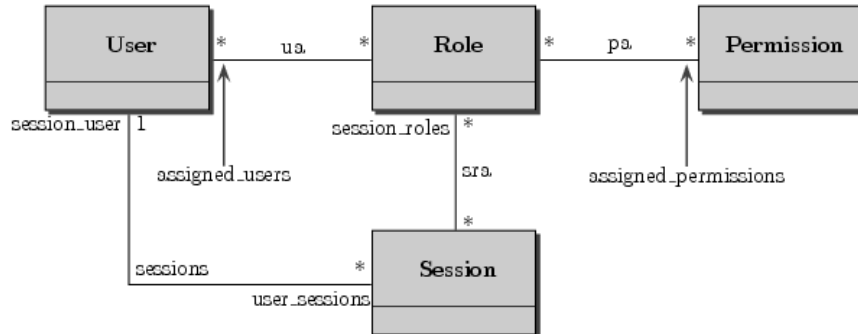 User * ua * Role * pa * Permission
session_user 1 session_roles *
assigned_users sra assigned_permissions
*
sessions * Session
user_sessions